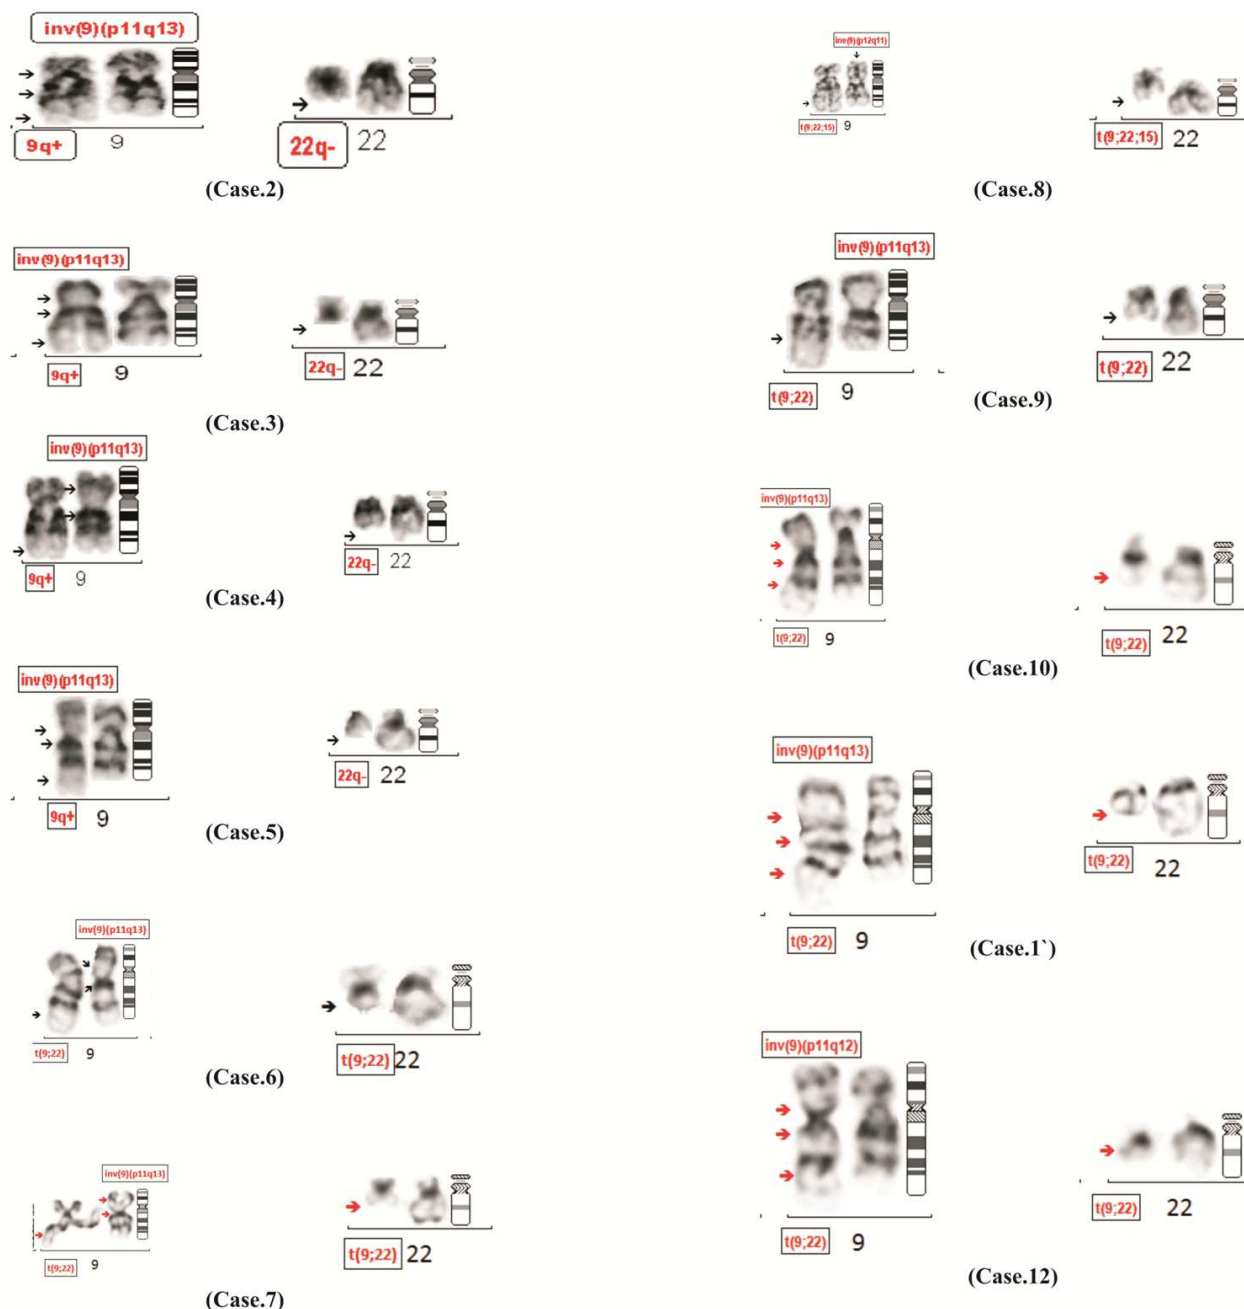 inv(9)(p11q13)
9q+
9
22q-
22
(Case.2)
inv(9)(p11q13)
9q+
9
22q-
22
(Case.3)
inv(9)(p11q13)
9q+
9
22q-
22
(Case.4)
inv(9)(p11q13)
9q+
9
22q-
22
(Case.5)
inv(9)(p11q13)
t(9;22)
9
t(9;22)
22
(Case.6)
inv(9)(p11q13)
t(9;22)
9
t(9;22)
22
(Case.7)
inv(9)(p12q11)
t(9;22;15)
9
t(9;22;15)
22
(Case.8)
inv(9)(p11q13)
t(9;22)
9
t(9;22)
22
(Case.9)
inv(9)(p11q13)
t(9;22)
9
t(9;22)
22
(Case.10)
inv(9)(p11q13)
t(9;22)
9
t(9;22)
22
(Case.1`)
inv(9)(p11q12)
t(9;22)
9
t(9;22)
22
(Case.12)